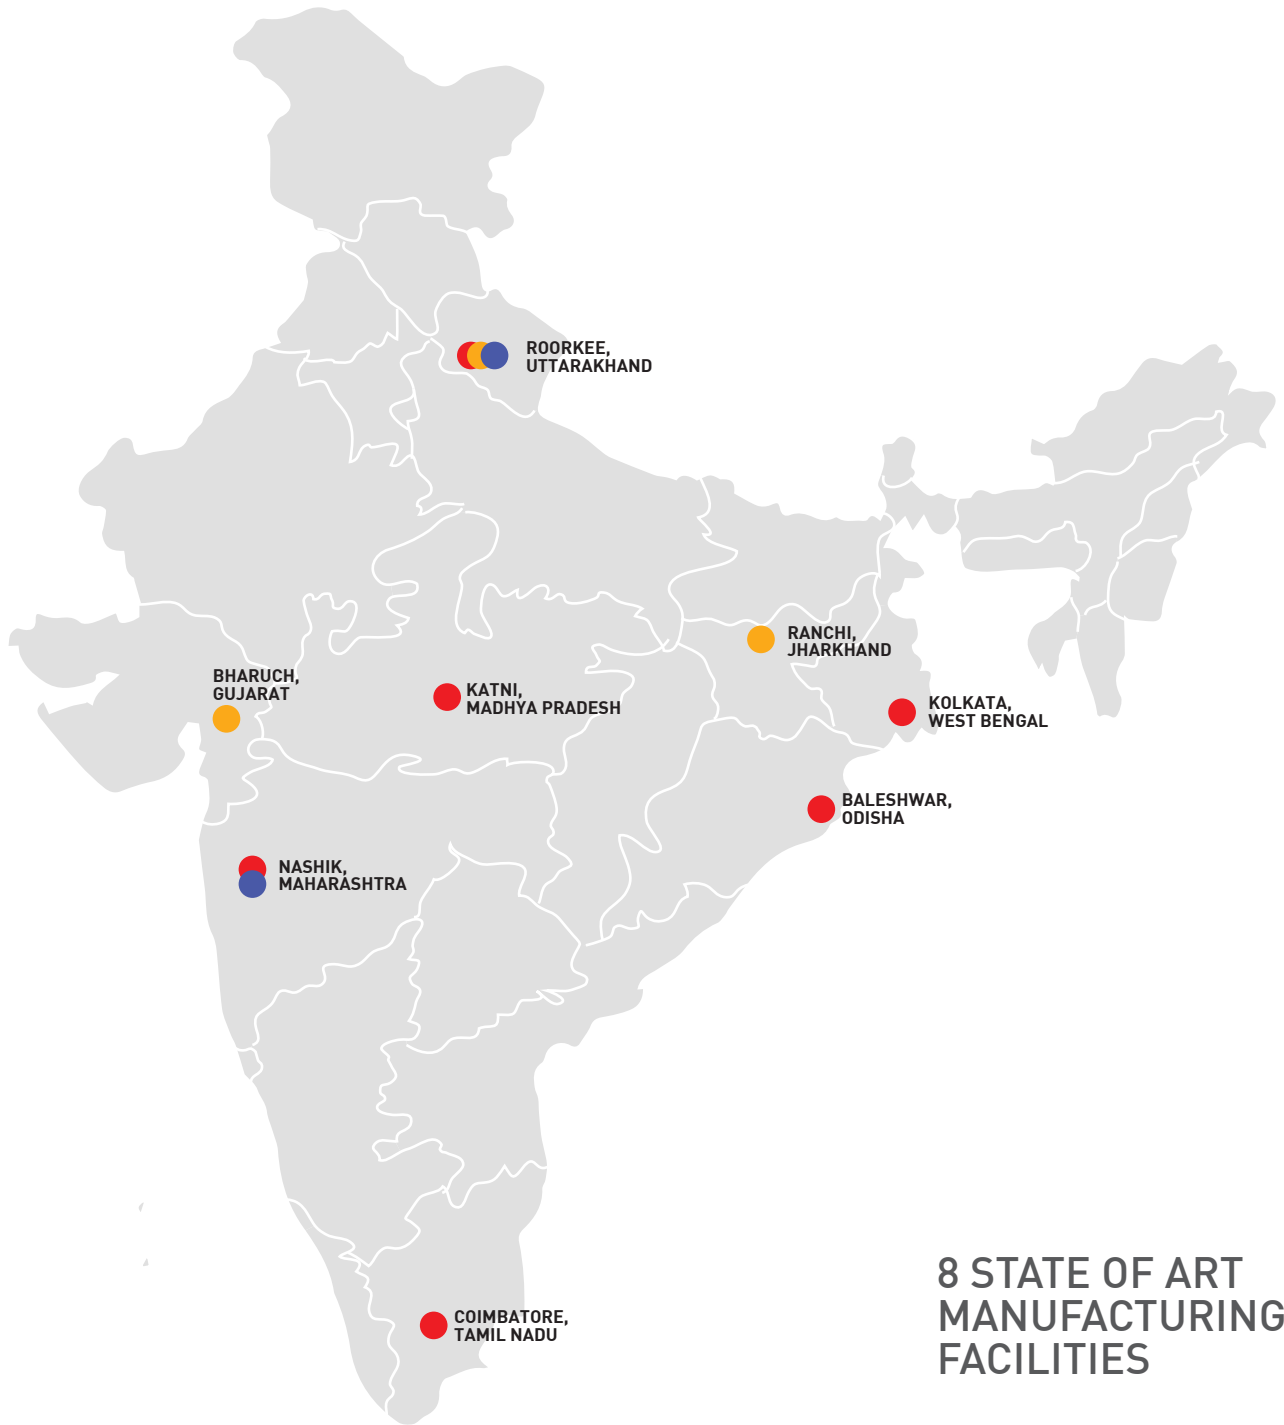 ROORKEE,
UTTARAKHAND
RANCHI,
JHARKHAND
BHARUCH,
GUJARAT
KATNI,
MADHYA PRADESH
KOLKATA,
WEST BENGAL
BALESHWAR,
ODISHA
NASHIK,
MAHARASHTRA
8 STATE OF ART
MANUFACTURING
FACILITIES
COIMBATORE,
TAMIL NADU